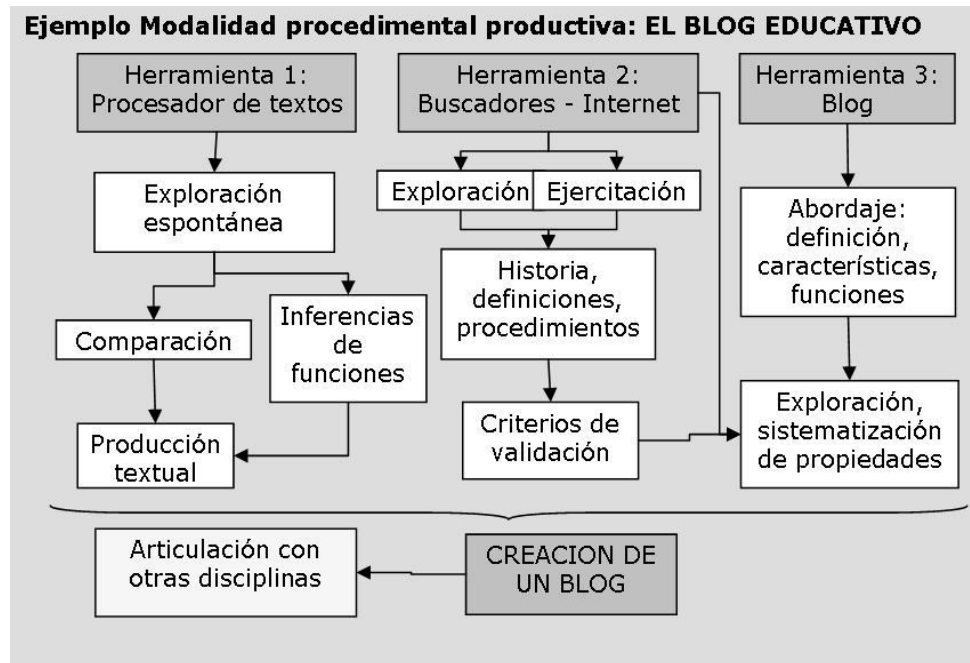 Ejemplo Modalidad procedimental productiva: EL BLOG EDUCATIVO
Herramienta 1:
Procesador de textos
Herramienta 2:
Buscadores - Internet
Herramienta 3:
Blog
Exploración
espontánea
Exploración
Ejercitación
Abordaje:
definición,
características,
funciones
Historia,
definiciones,
procedimientos
Comparación
Inferencias
de
funciones
Producción
textual
Criterios de
validación
Exploración,
sistematización
de propiedades
Articulación con
otras disciplinas
CREACION DE
UN BLOG